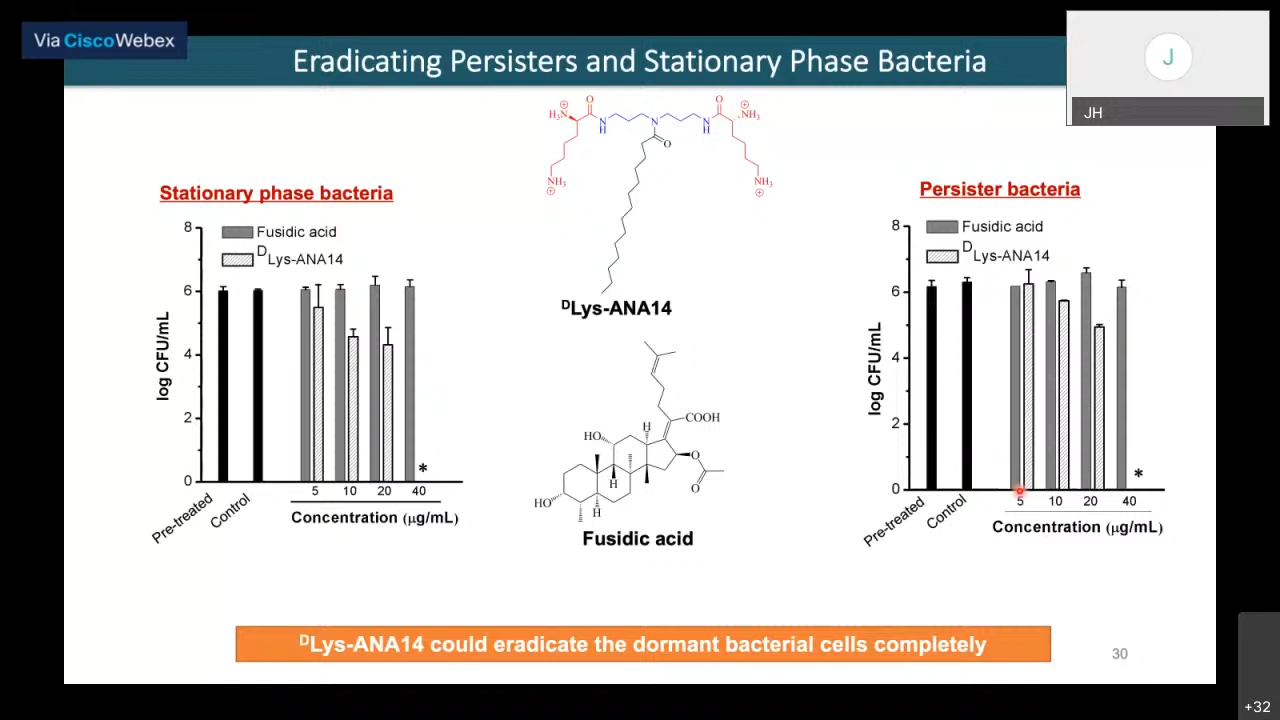 Via CiscoWebex
Eradicating Persisters and Stationary Phase Bacteria
J
JH
H₃N⊕
O
N
H
N
O
N
H
O
NH₃⊕
NH₃⊕
NH₃⊕
ᴰLys-ANA14
Stationary phase bacteria
Fusidic acid
ᴰLys-ANA14
log CFU/mL
8
6
4
2
0
*
Pre-treated
Control
5 10 20 40
Concentration (µg/mL)
COOH
HO
H
O
O
H
H
HO
H
Fusidic acid
Persister bacteria
Fusidic acid
ᴰLys-ANA14
log CFU/mL
8
6
4
2
0
*
Pre-treated
Control
5 10 20 40
Concentration (µg/mL)
ᴰLys-ANA14 could eradicate the dormant bacterial cells completely
30
+32